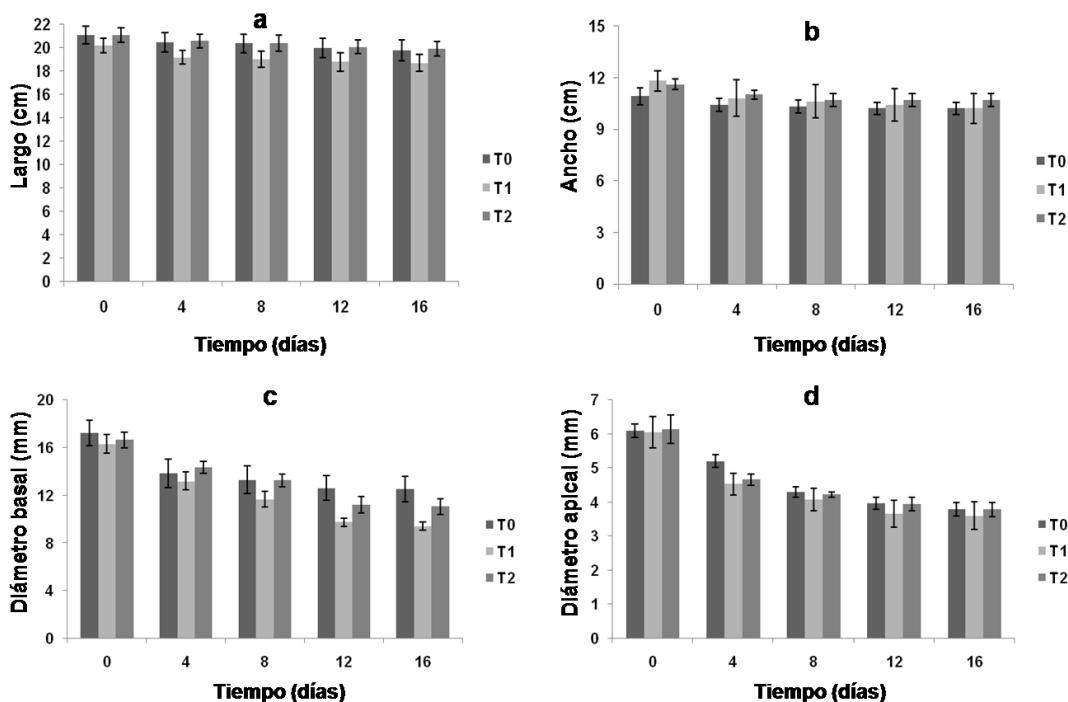 a
Largo (cm)
22
20
18
16
14
12
10
8
6
4
2
0
0 4 8 12 16
Tiempo (días)
T0
T1
T2
b
Ancho (cm)
15
12
9
6
3
0
0 4 8 12 16
Tiempo (días)
T0
T1
T2
c
Diámetro basal (mm)
20
16
12
8
4
0
0 4 8 12 16
Tiempo (días)
T0
T1
T2
d
Diámetro apical (mm)
7
6
5
4
3
2
1
0
0 4 8 12 16
Tiempo (días)
T0
T1
T2